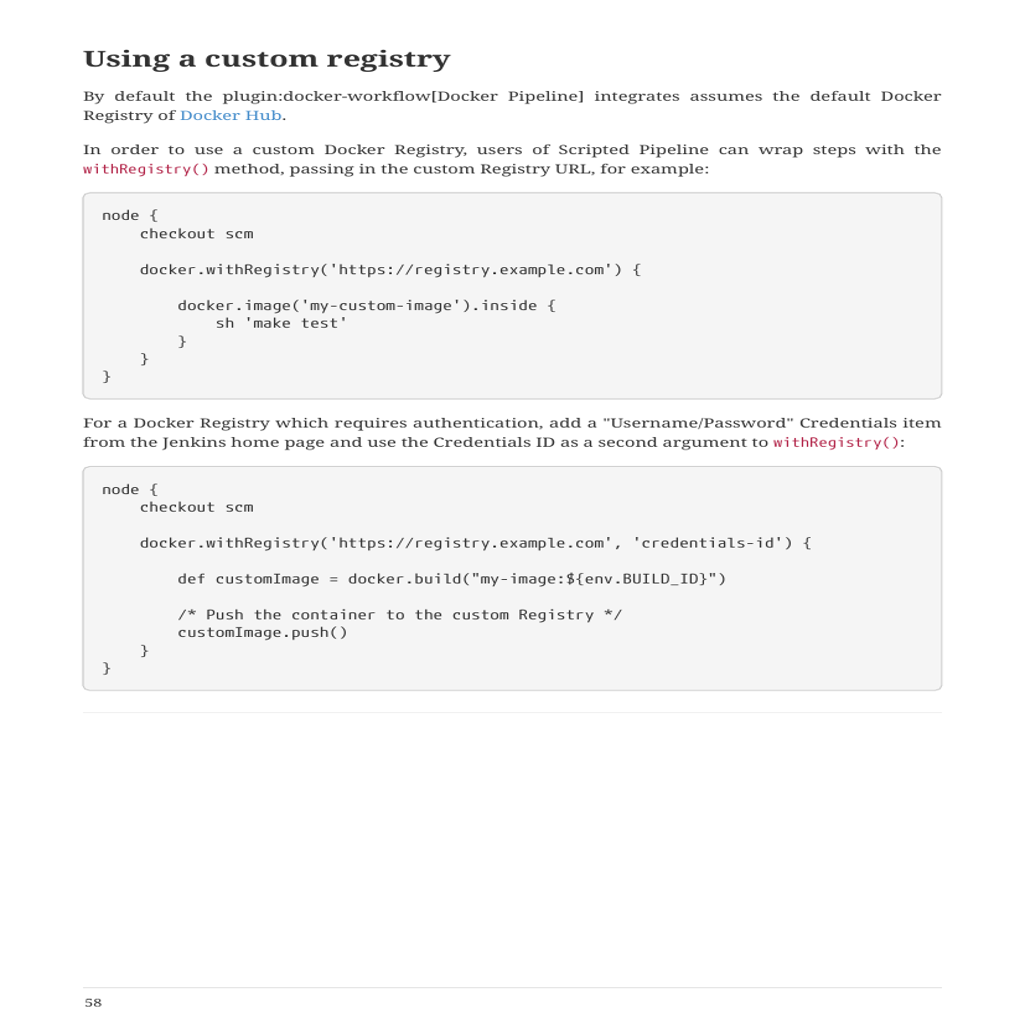 Using a custom registry
By default the plugin:docker-workflow[Docker Pipeline] integrates assumes the default Docker
Registry of Docker Hub.
In order to use a custom Docker Registry, users of Scripted Pipeline can wrap steps with the
withRegistry() method, passing in the custom Registry URL, for example:
node {
    checkout scm
    docker.withRegistry('https://registry.example.com') {
        docker.image('my-custom-image').inside {
            sh 'make test'
        }
    }
}
For a Docker Registry which requires authentication, add a "Username/Password" Credentials item
from the Jenkins home page and use the Credentials ID as a second argument to withRegistry():
node {
    checkout scm
    docker.withRegistry('https://registry.example.com', 'credentials-id') {
        def customImage = docker.build("my-image:${env.BUILD_ID}")
        /* Push the container to the custom Registry */
        customImage.push()
    }
}
58